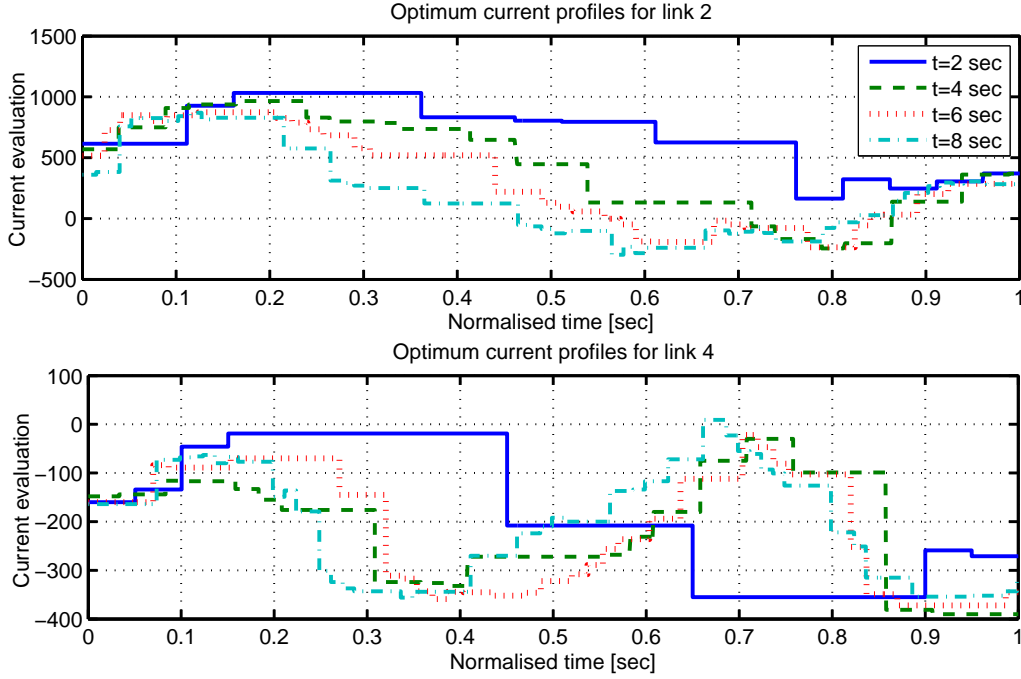 Optimum current profiles for link 2
1500
1000
500
0
−500
Current evaluation
t=2 sec
t=4 sec
t=6 sec
t=8 sec
0 0.1 0.2 0.3 0.4 0.5 0.6 0.7 0.8 0.9 1
Normalised time [sec]
Optimum current profiles for link 4
100
0
−100
−200
−300
−400
Current evaluation
0 0.1 0.2 0.3 0.4 0.5 0.6 0.7 0.8 0.9 1
Normalised time [sec]